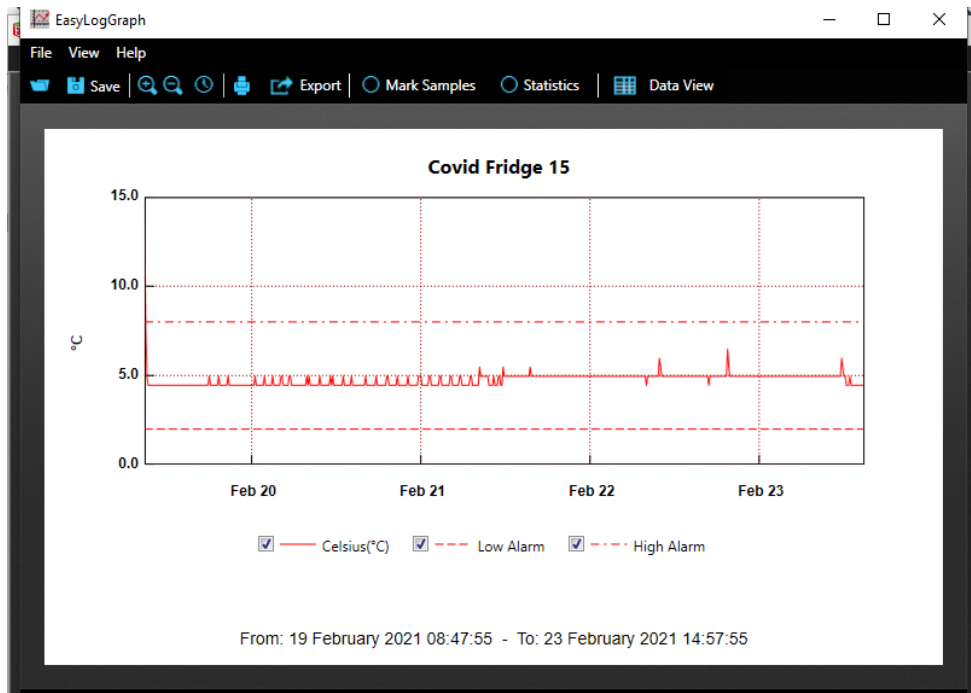 EasyLogGraph
File View Help
Save Export Mark Samples Statistics Data View
Covid Fridge 15
15.0
10.0
°C
5.0
0.0
Feb 20 Feb 21 Feb 22 Feb 23
Celsius(°C) Low Alarm High Alarm
From: 19 February 2021 08:47:55 - To: 23 February 2021 14:57:55